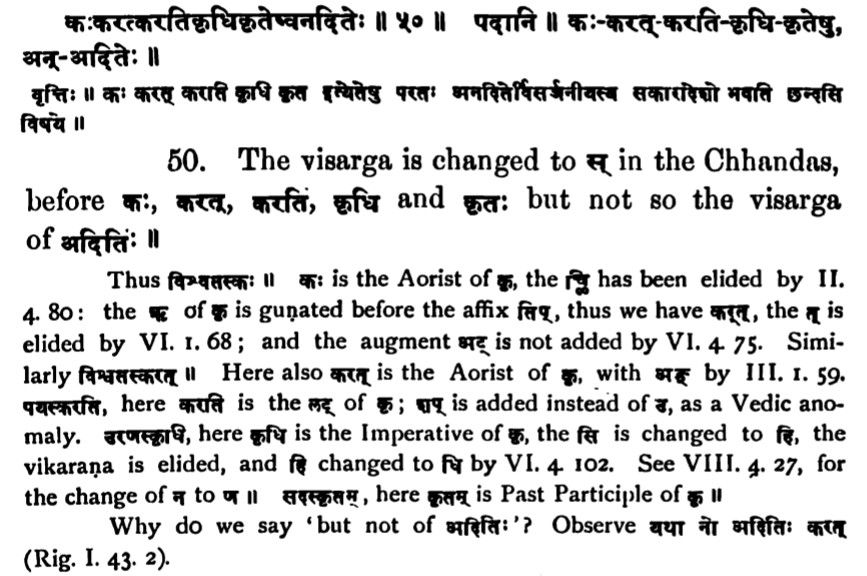 कःकरत्करतिकृधिकृतेष्वनदितेः ॥ ५० ॥ पदानि ॥ कः-करत्-करति-कृधि-कृतेषु,
अन्-आदितेः ॥
वृत्तिः ॥ कः करत् कराति कृधि कृत इत्येतेषु परतः अनदितेर्विसर्जनीयस्य सकारादेशो भवति छन्दसि
विषये ॥
50. The visarga is changed to स् in the Chhandas,
before कः, करत्, करति, कृधि and कृतः but not so the visarga
of अदितिः ॥
Thus विश्वतस्कः ॥ कः is the Aorist of कृ, the च्लि has been elided by II.
4. 80: the ऋ of कृ is guṇated before the affix तिप्, thus we have कर्त्, the त् is
elided by VI. 1. 68; and the augment अट् is not added by VI. 4. 75. Simi-
larly विश्वतस्करत् ॥ Here also करत् is the Aorist of कृ, with अङ् by III. 1. 59.
पयस्करति, here करति is the लट् of कृ; शप् is added instead of उ, as a Vedic ano-
maly. उरणस्कृधि, here कृधि is the Imperative of कृ, the सि is changed to हि, the
vikaraṇa is elided, and हि changed to धि by VI. 4. 102. See VIII. 4. 27, for
the change of न to ण ॥ सदस्कृतम्, here कृतम् is Past Participle of कृ ॥
Why do we say 'but not of अदितिः'? Observe यथा नो अदितिः करत्
(Rig. I. 43. 2).